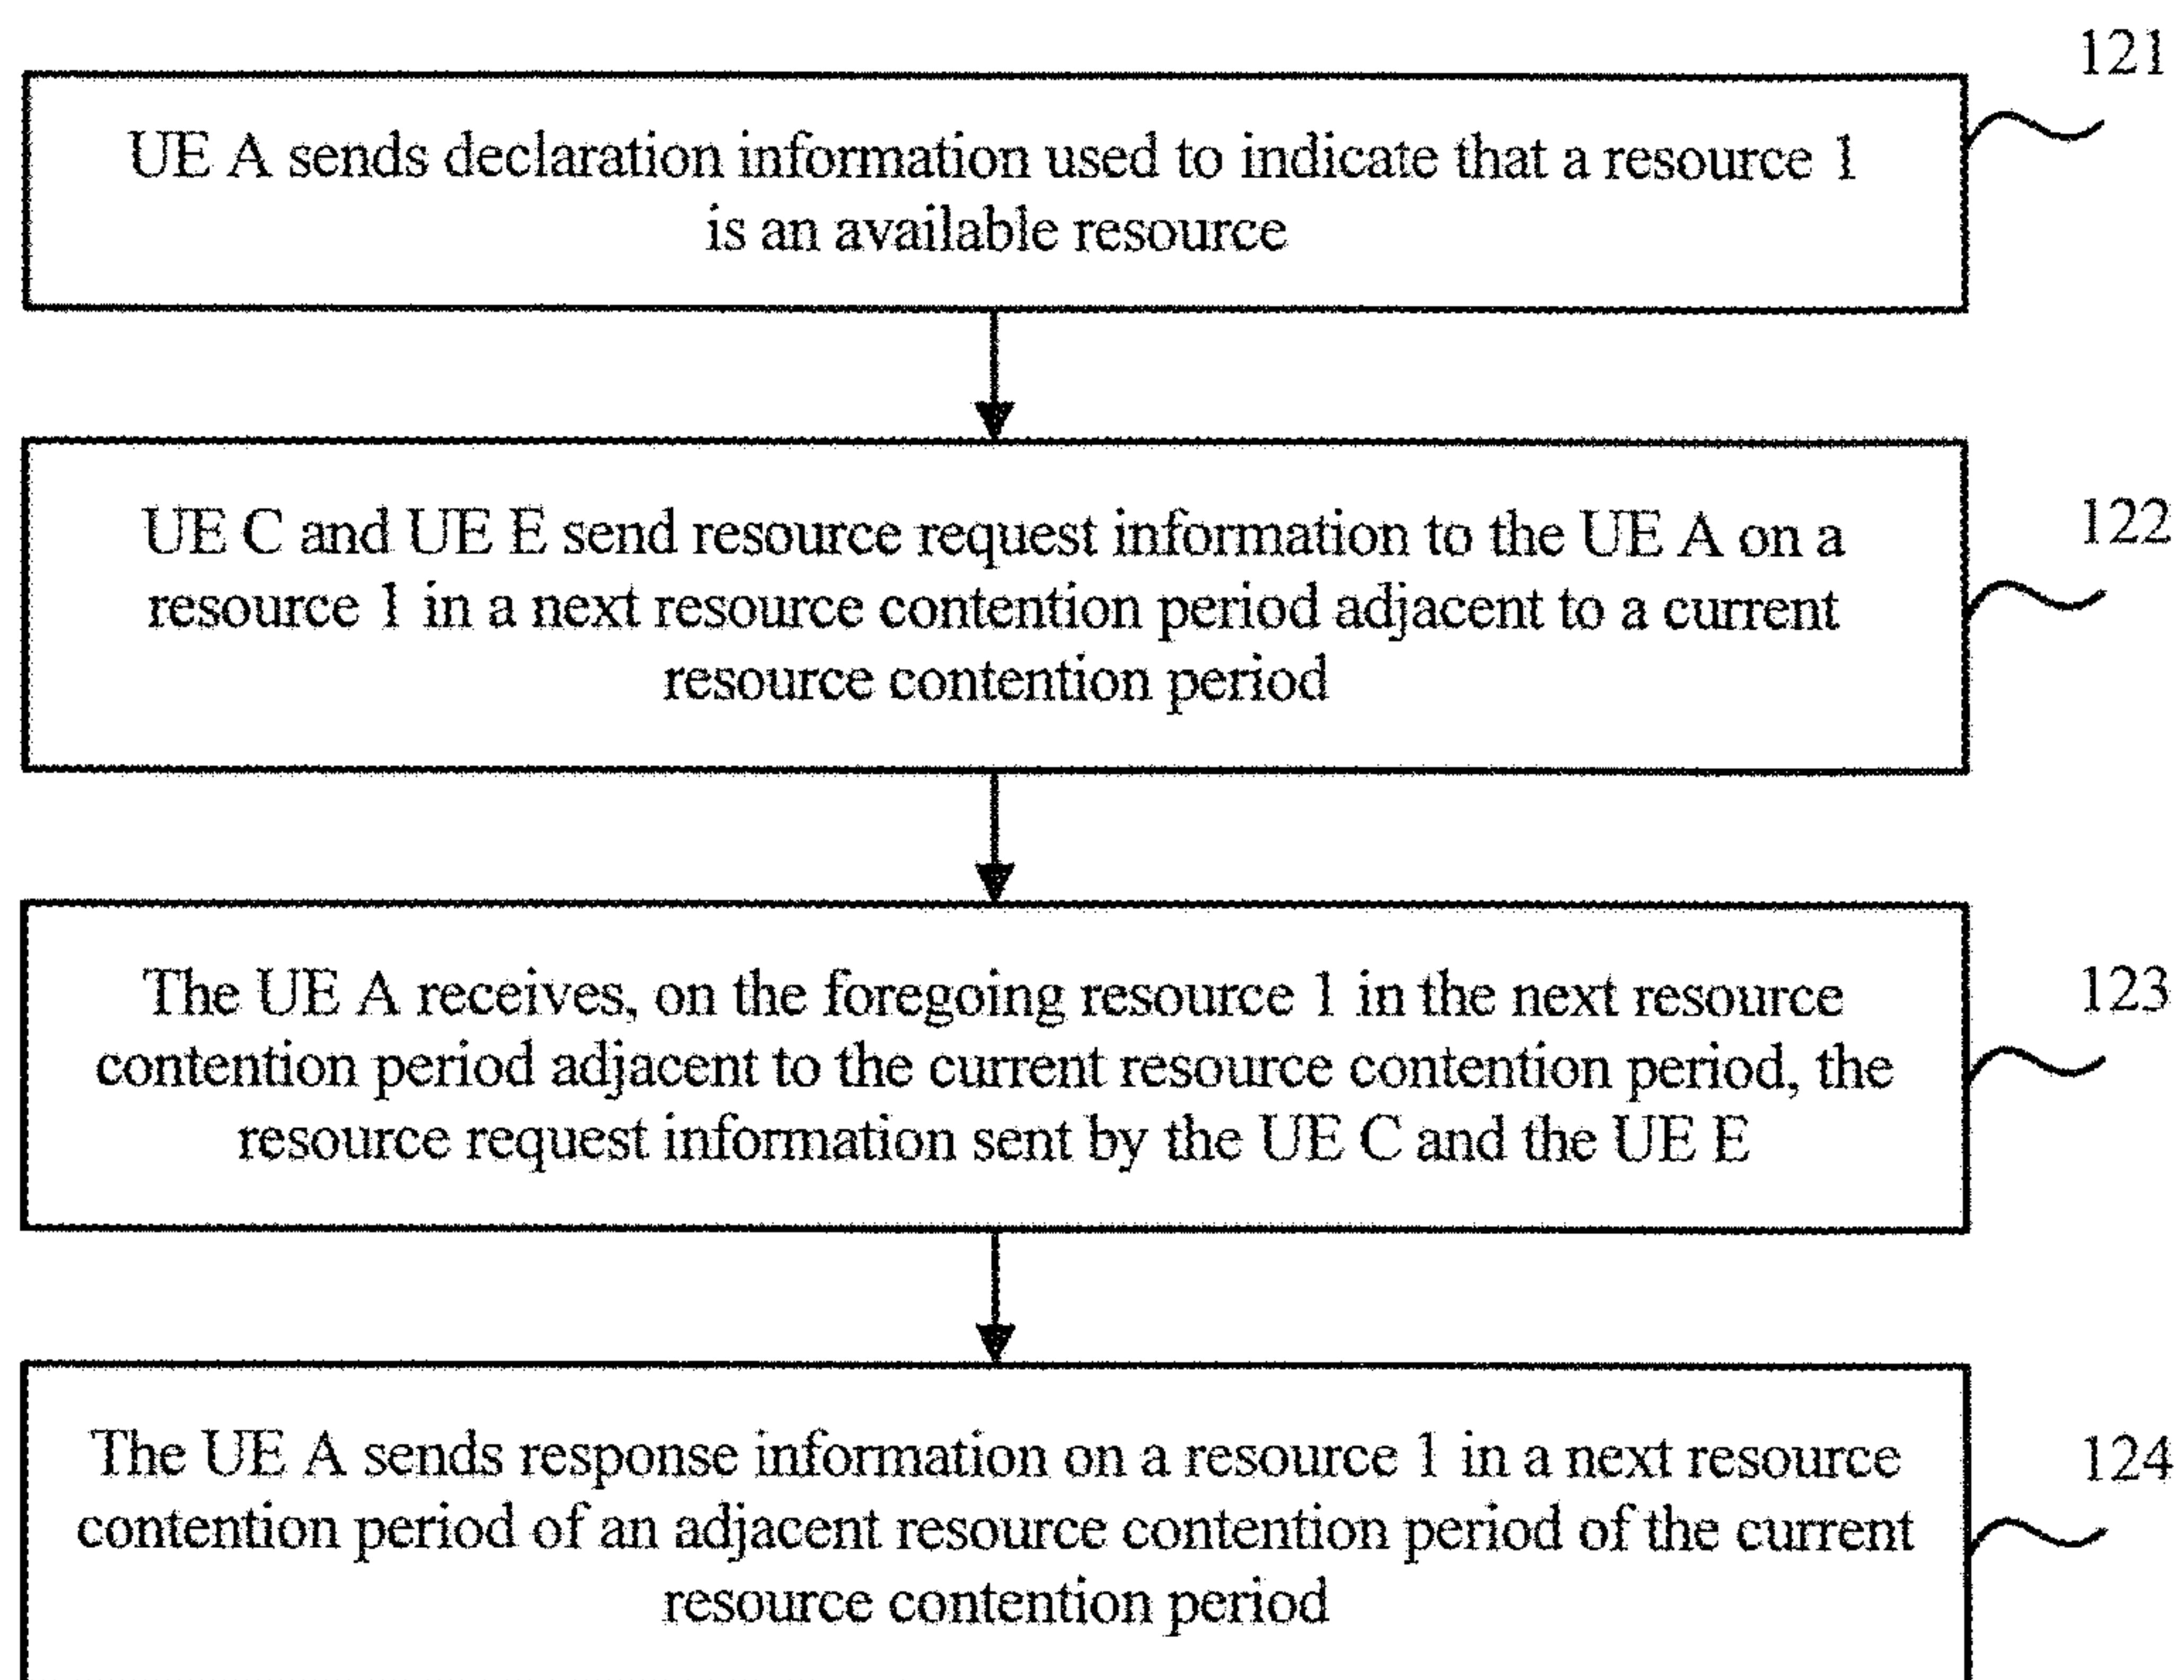 121
UE A sends declaration information used to indicate that a resource 1
is an available resource
122
UE C and UE E send resource request information to the UE A on a
resource 1 in a next resource contention period adjacent to a current
resource contention period
123
The UE A receives, on the foregoing resource 1 in the next resource
contention period adjacent to the current resource contention period, the
resource request information sent by the UE C and the UE E
124
The UE A sends response information on a resource 1 in a next resource
contention period of an adjacent resource contention period of the current
resource contention period